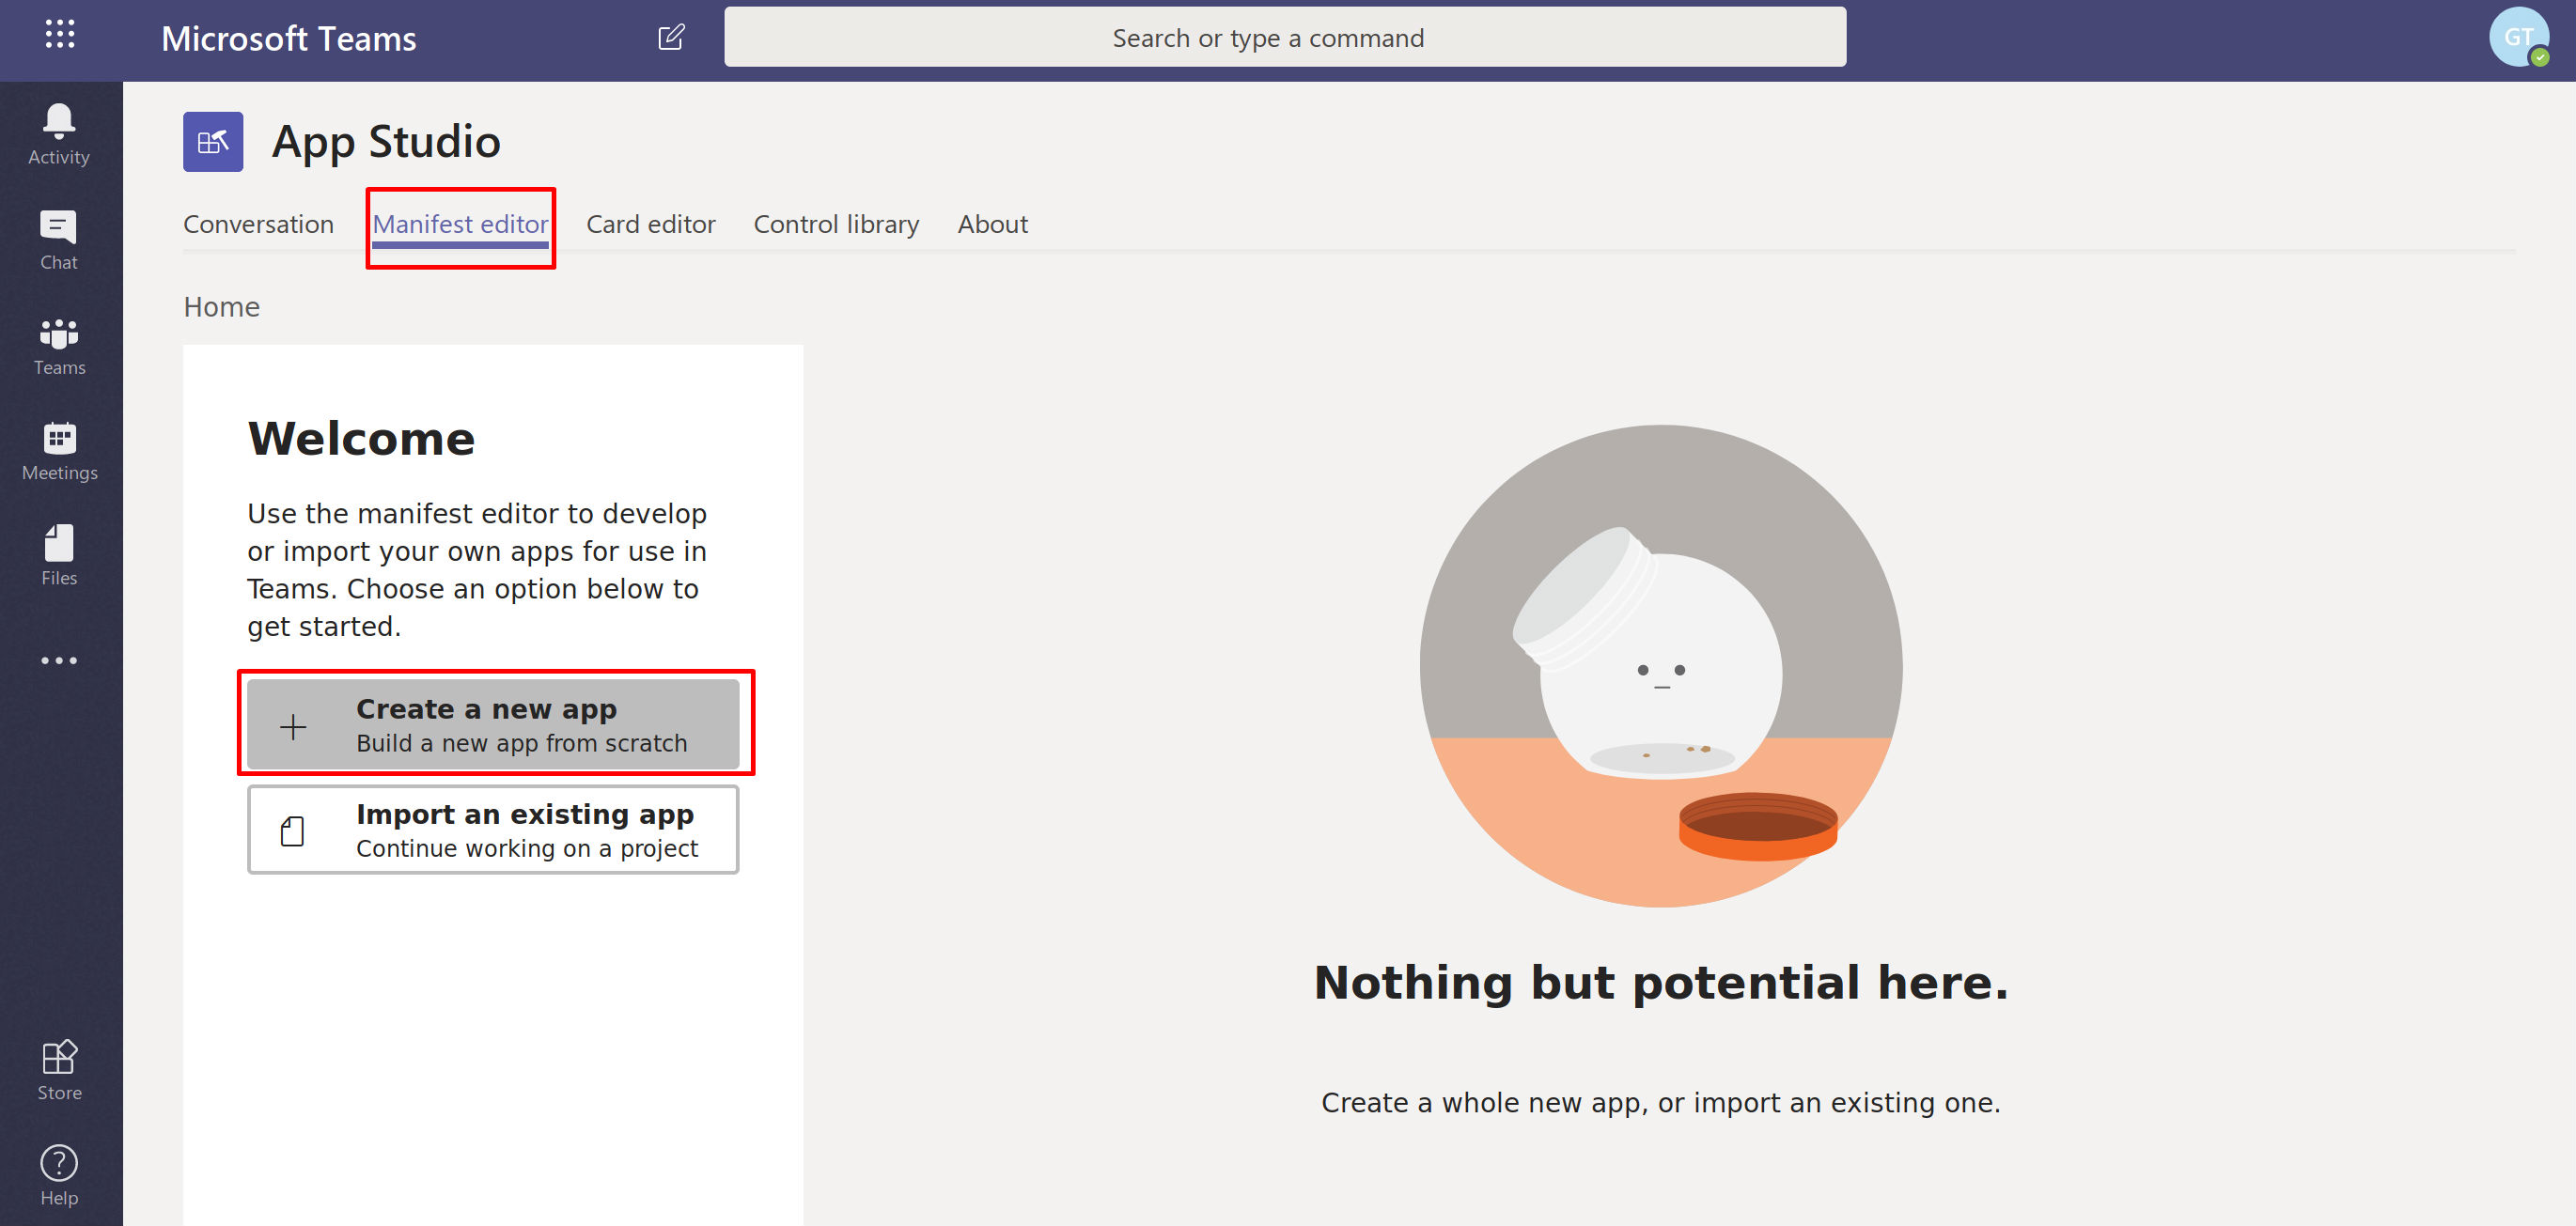 Microsoft Teams
Search or type a command
GT
Activity
Chat
Teams
Meetings
Files
Store
Help
App Studio
Conversation Manifest editor Card editor Control library About
Home
Welcome
Use the manifest editor to develop
or import your own apps for use in
Teams. Choose an option below to
get started.
Create a new app
Build a new app from scratch
Import an existing app
Continue working on a project
Nothing but potential here.
Create a whole new app, or import an existing one.